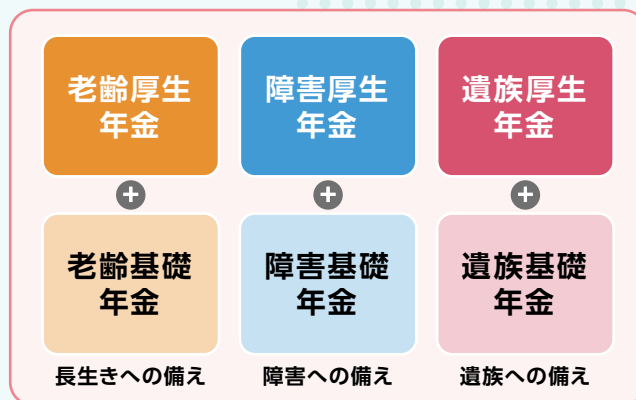 老齢厚生
年金
障害厚生
年金
遺族厚生
年金
+
+
+
老齢基礎
年金
障害基礎
年金
遺族基礎
年金
長生きへの備え
障害への備え
遺族への備え